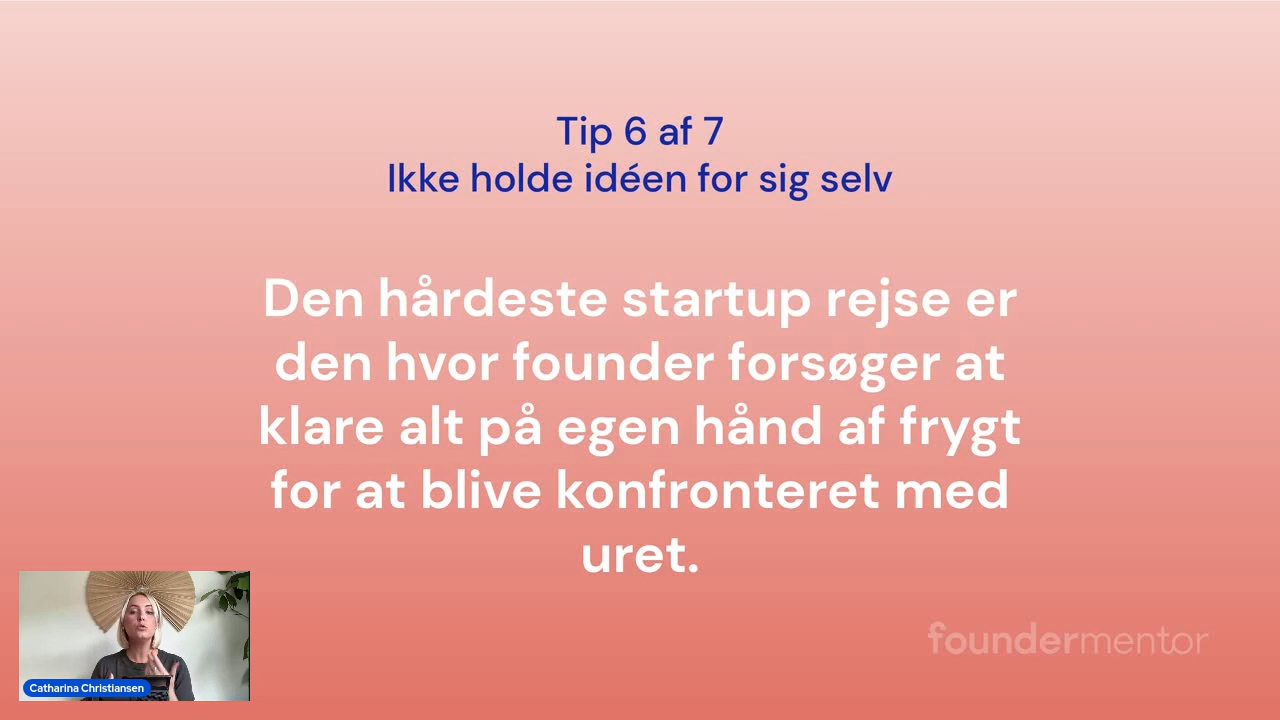 Tip 6 af 7
Ikke holde idéen for sig selv
Den hårdeste startup rejse er
den hvor founder forsøger at
klare alt på egen hånd af frygt
for at blive konfronteret med
uret.
Catharina Christiansen
foundermentor